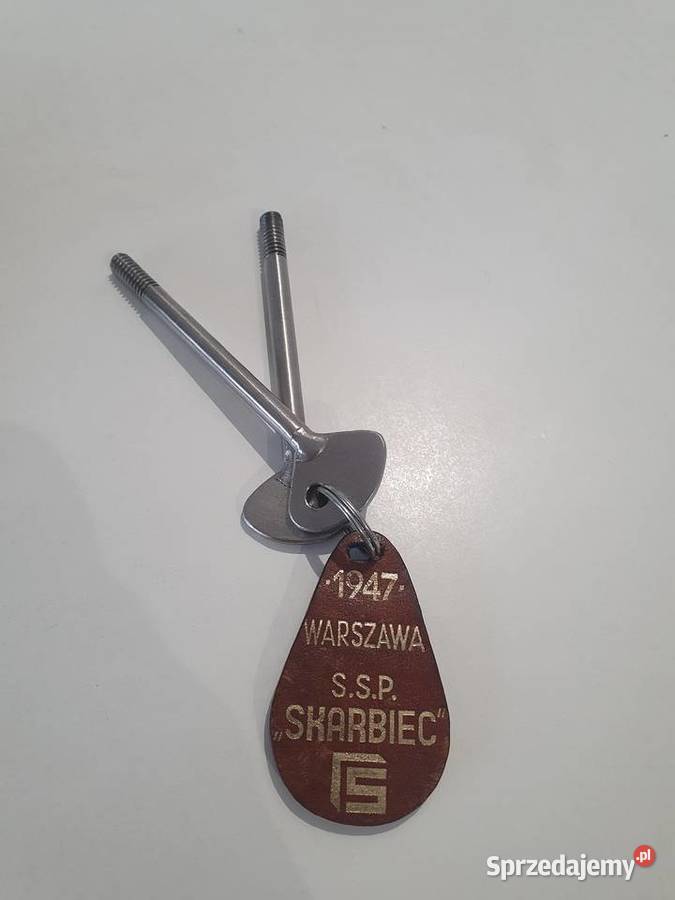 ·1947·
WARSZAWA
S.S.P.
„SKARBIEC"
Sprzedajemy.pl